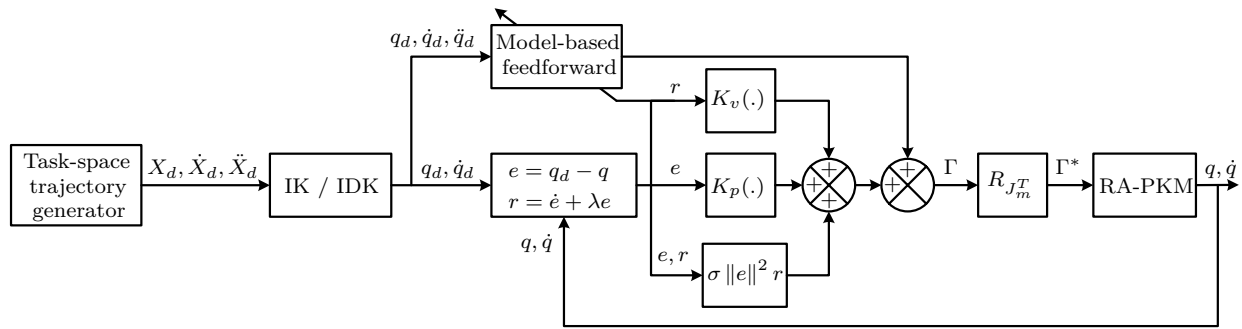 Task-space
trajectory
generator
X_d, Ẋ_d, Ẍ_d
IK / IDK
q_d, q̇_d, q̈_d
Model-based
feedforward
q_d, q̇_d
e = q_d − q
r = ė + λe
q, q̇
r
K_v(.)
e
K_p(.)
e, r
σ ‖e‖² r
+
+
+
+
+
Γ
R_{J_m^T}
Γ*
RA-PKM
q, q̇